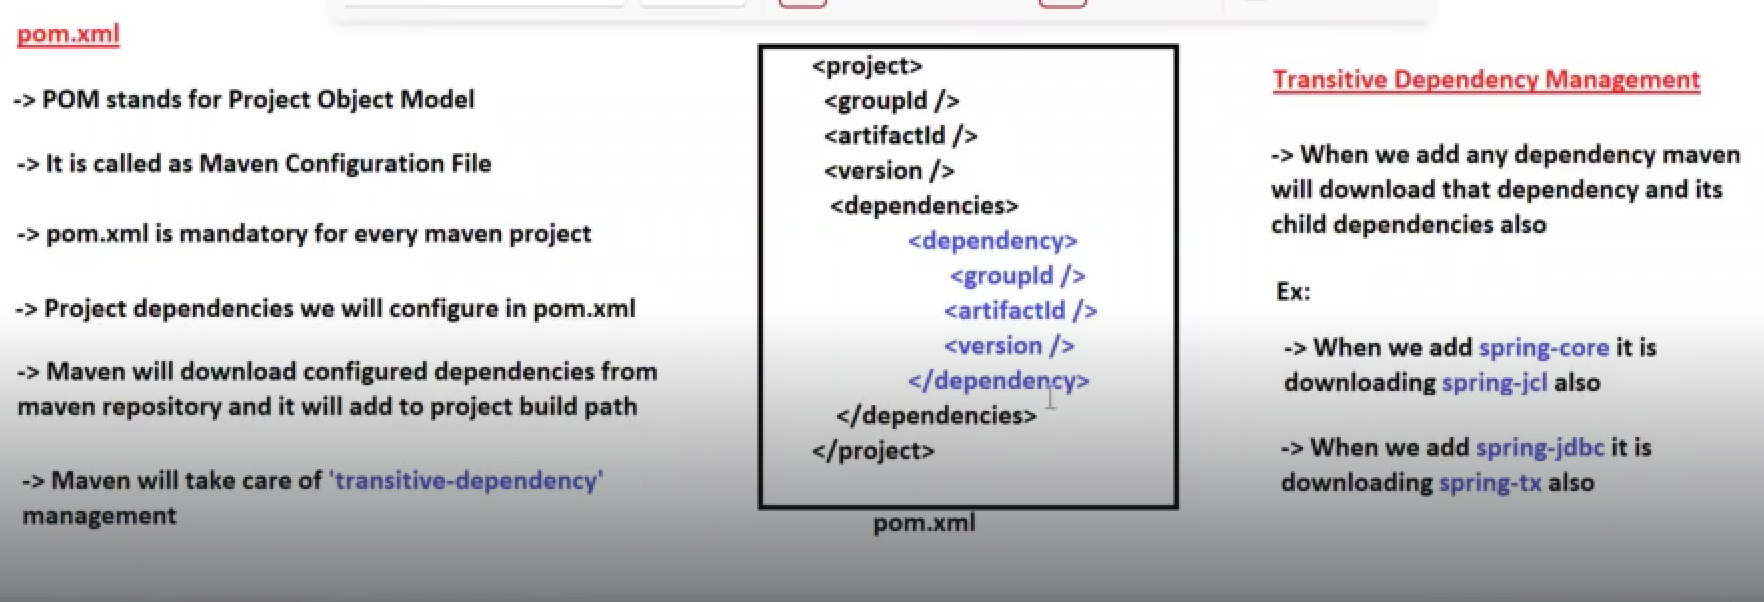 pom.xml
-> POM stands for Project Object Model
-> It is called as Maven Configuration File
-> pom.xml is mandatory for every maven project
-> Project dependencies we will configure in pom.xml
-> Maven will download configured dependencies from
maven repository and it will add to project build path
-> Maven will take care of 'transitive-dependency'
management
<project>
<groupId />
<artifactId />
<version />
<dependencies>
<dependency>
<groupId />
<artifactId />
<version />
</dependency>
</dependencies>
</project>
pom.xml
Transitive Dependency Management
-> When we add any dependency maven
will download that dependency and its
child dependencies also
Ex:
-> When we add spring-core it is
downloading spring-jcl also
-> When we add spring-jdbc it is
downloading spring-tx also